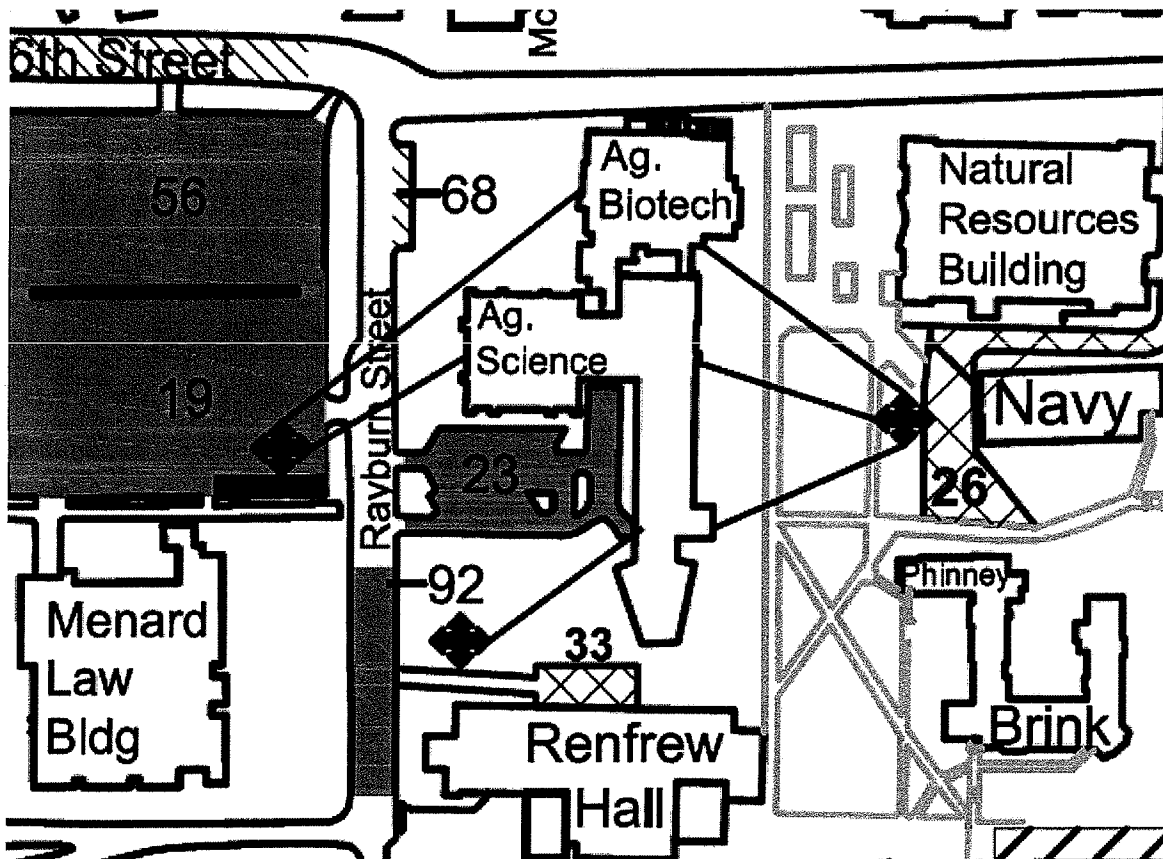 Mc
6th Street
56
68
Ag.
Biotech
Natural
Resources
Building
Rayburn Street
Ag.
Science
19
Navy
23
26
92
Phinney
Menard
Law
Bldg
33
Renfrew
Hall
Brink